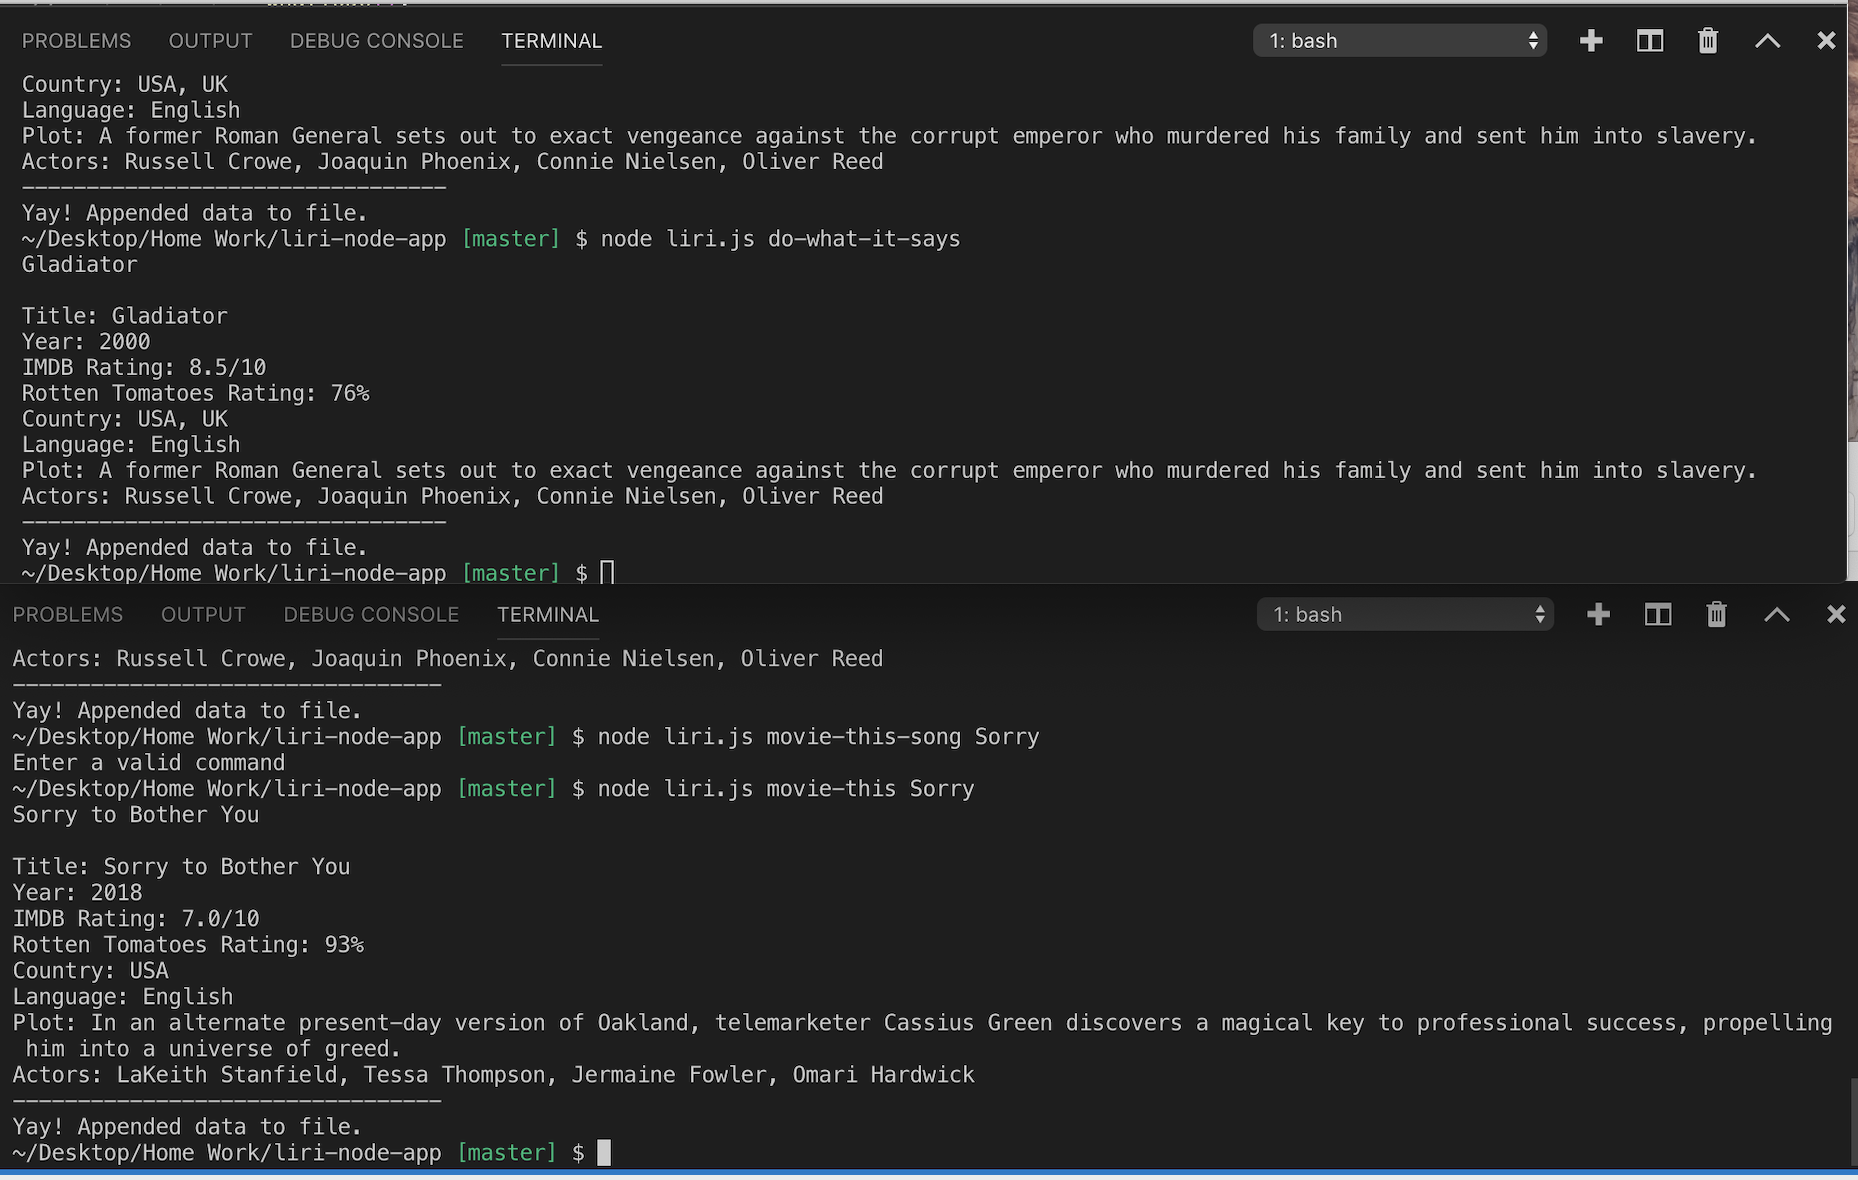 PROBLEMS OUTPUT DEBUG CONSOLE TERMINAL 1: bash
Country: USA, UK
Language: English
Plot: A former Roman General sets out to exact vengeance against the corrupt emperor who murdered his family and sent him into slavery.
Actors: Russell Crowe, Joaquin Phoenix, Connie Nielsen, Oliver Reed
---------------------------------
Yay! Appended data to file.
~/Desktop/Home Work/liri-node-app [master] $ node liri.js do-what-it-says
Gladiator
Title: Gladiator
Year: 2000
IMDB Rating: 8.5/10
Rotten Tomatoes Rating: 76%
Country: USA, UK
Language: English
Plot: A former Roman General sets out to exact vengeance against the corrupt emperor who murdered his family and sent him into slavery.
Actors: Russell Crowe, Joaquin Phoenix, Connie Nielsen, Oliver Reed
---------------------------------
Yay! Appended data to file.
~/Desktop/Home Work/liri-node-app [master] $
PROBLEMS OUTPUT DEBUG CONSOLE TERMINAL 1: bash
Actors: Russell Crowe, Joaquin Phoenix, Connie Nielsen, Oliver Reed
---------------------------------
Yay! Appended data to file.
~/Desktop/Home Work/liri-node-app [master] $ node liri.js movie-this-song Sorry
Enter a valid command
~/Desktop/Home Work/liri-node-app [master] $ node liri.js movie-this Sorry
Sorry to Bother You
Title: Sorry to Bother You
Year: 2018
IMDB Rating: 7.0/10
Rotten Tomatoes Rating: 93%
Country: USA
Language: English
Plot: In an alternate present-day version of Oakland, telemarketer Cassius Green discovers a magical key to professional success, propelling
him into a universe of greed.
Actors: LaKeith Stanfield, Tessa Thompson, Jermaine Fowler, Omari Hardwick
---------------------------------
Yay! Appended data to file.
~/Desktop/Home Work/liri-node-app [master] $